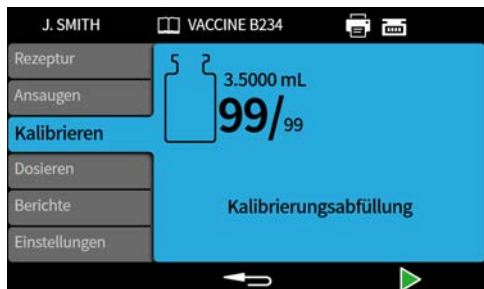 J. SMITH
VACCINE B234
Rezeptur
Ansaugen
Kalibrieren
Dosieren
Berichte
Einstellungen
3.5000 mL
99/99
Kalibrierungsabfüllung